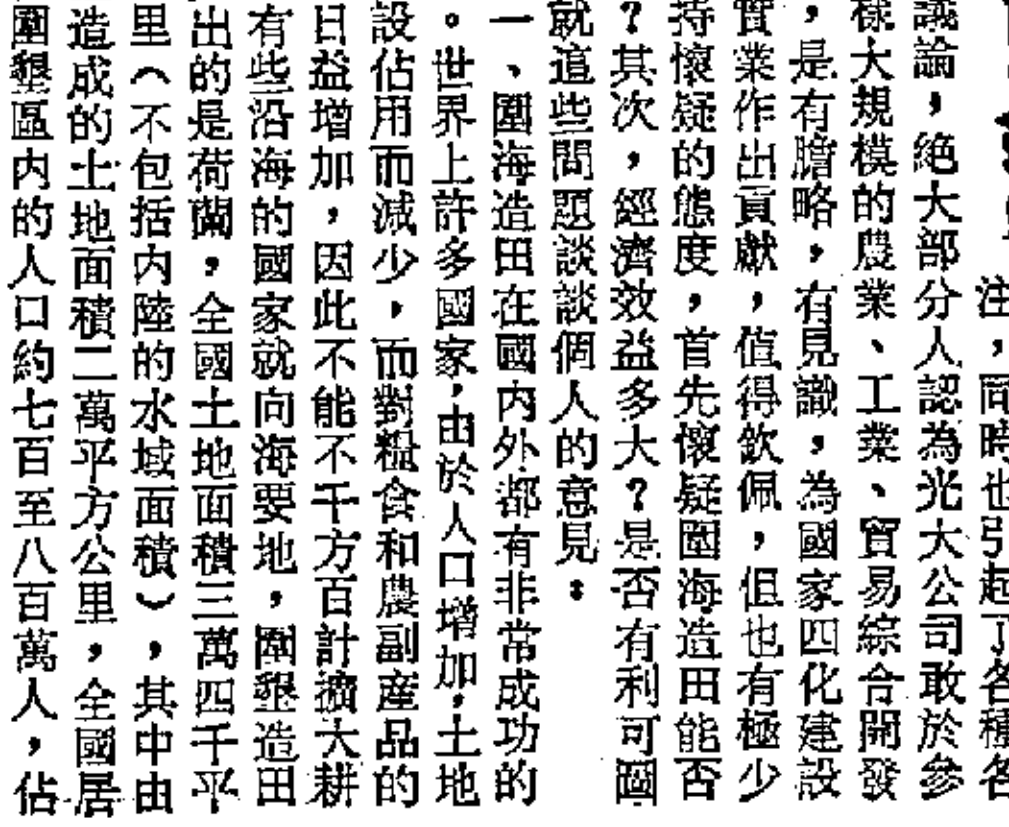 注，同時也引起了各種各
議論，絕大部分人認為光大公司敢於參
樣大規模的農業、工業、貿易綜合開發
，是有膽略，有見識，為國家四化建設
實業作出貢獻，值得欽佩，但也有極少
持懷疑的態度，首先懷疑圍海造田能否
？其次，經濟效益多大？是否有利可圖
就這些問題談談個人的意見：
一、圍海造田在國內外都有非常成功的
。世界上許多國家，由於人口增加，土地
設佔用而減少，而對糧食和農副產品的
日益增加，因此不能不千方百計擴大耕
有些沿海的國家就向海要地，圍墾造田
出的是荷蘭，全國土地面積三萬四千平
里（不包括内陸的水域面積），其中由
造成的土地面積二萬平方公里，全國居
圍墾區内的人口約七百至八百萬人，佔